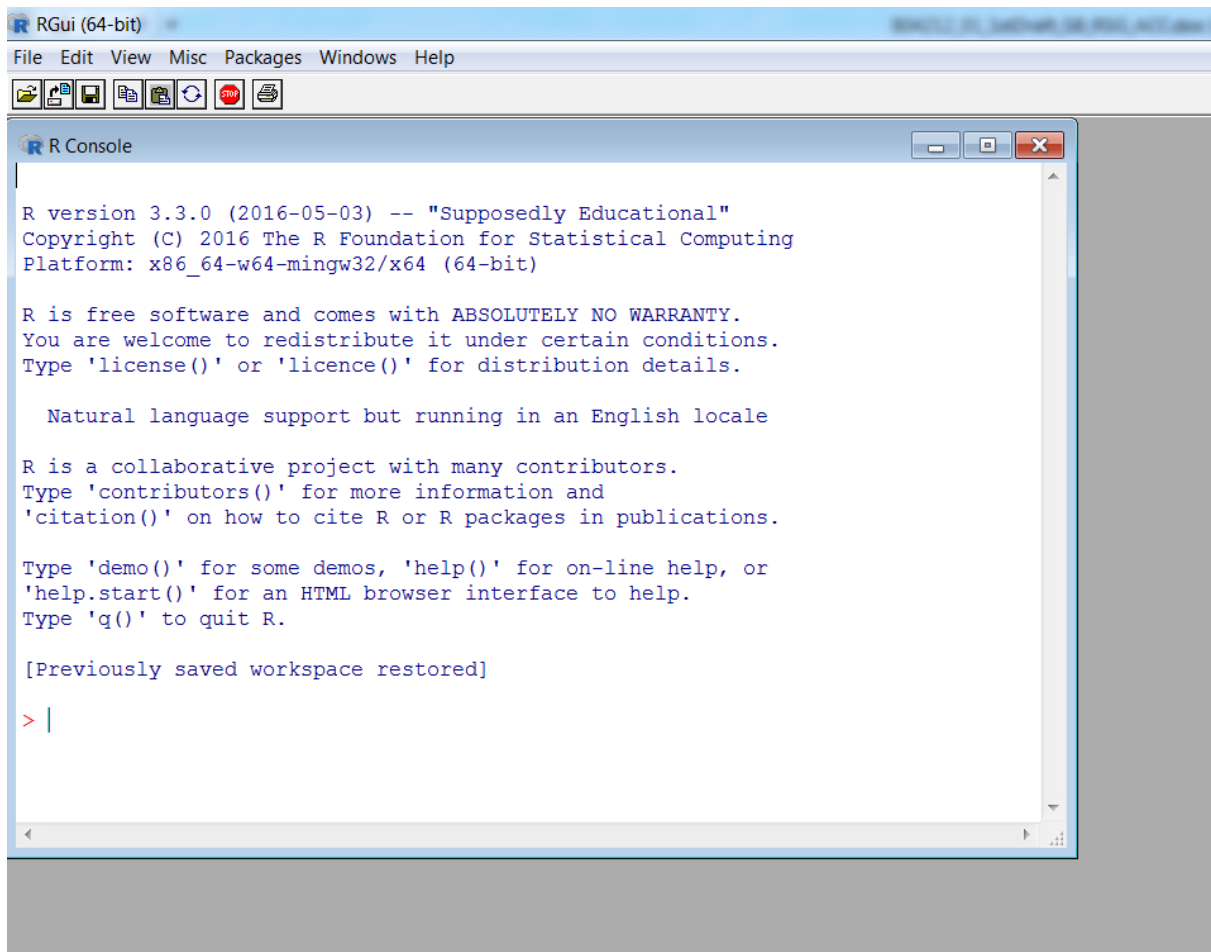 RGui (64-bit)
File Edit View Misc Packages Windows Help
STOP
R Console
R version 3.3.0 (2016-05-03) -- "Supposedly Educational"
Copyright (C) 2016 The R Foundation for Statistical Computing
Platform: x86_64-w64-mingw32/x64 (64-bit)
R is free software and comes with ABSOLUTELY NO WARRANTY.
You are welcome to redistribute it under certain conditions.
Type 'license()' or 'licence()' for distribution details.
Natural language support but running in an English locale
R is a collaborative project with many contributors.
Type 'contributors()' for more information and
'citation()' on how to cite R or R packages in publications.
Type 'demo()' for some demos, 'help()' for on-line help, or
'help.start()' for an HTML browser interface to help.
Type 'q()' to quit R.
[Previously saved workspace restored]
>